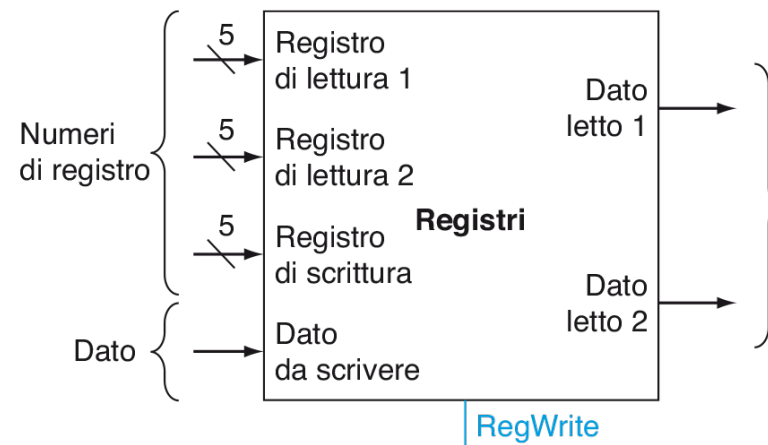 Numeri
di registro
5
Registro
di lettura 1
5
Registro
di lettura 2
5
Registro
di scrittura
Dato
Dato
da scrivere
Registri
Dato
letto 1
Dato
letto 2
RegWrite